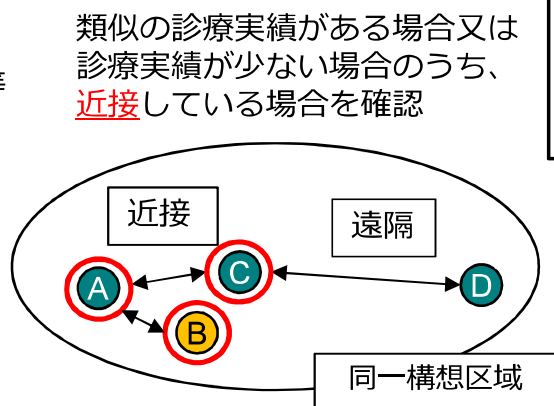 類似の診療実績がある場合又は
診療実績が少ない場合のうち、
近接している場合を確認
等
近接
遠隔
A
C
D
B
同一構想区域